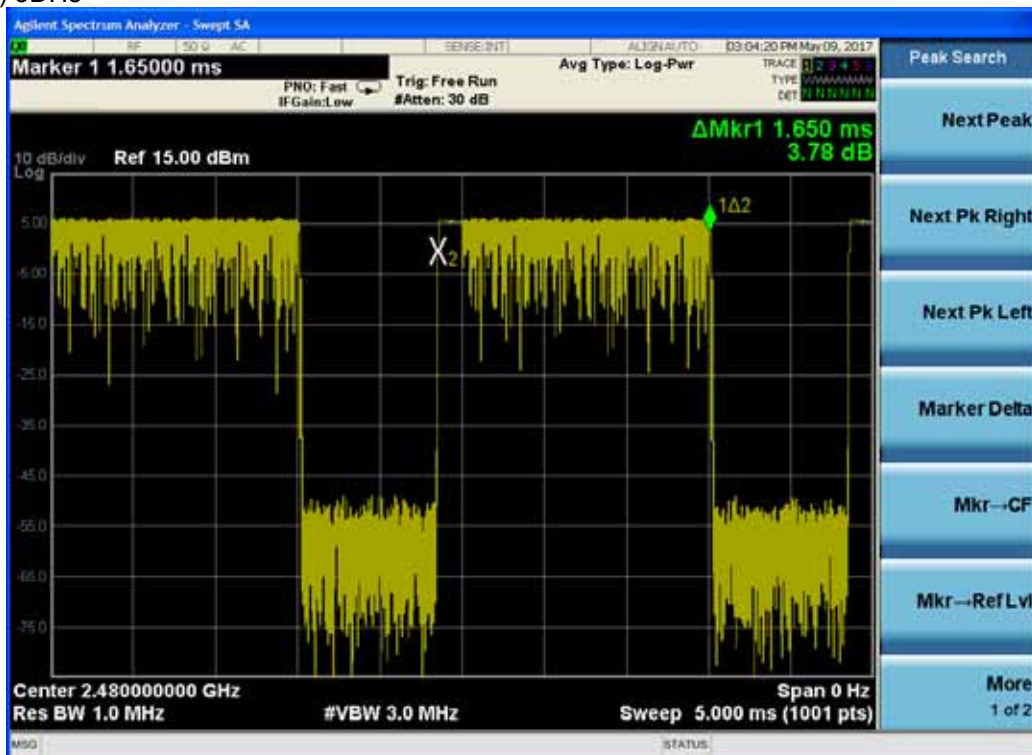 Agilent Spectrum Analyzer - Swept SA
RF 50 Ω AC SENSE:INT ALIGN AUTO 03:04:20 PM May 09, 2017
Marker 1 1.65000 ms
PNO: Fast
IFGain:Low
Trig: Free Run
#Atten: 30 dB
Avg Type: Log-Pwr
TRACE 1 2 3 4 5 6
TYPE
DET N N N N N N
ΔMkr1 1.650 ms
3.78 dB
10 dB/div Ref 15.00 dBm
Log
5.00
-5.00
-15.0
-25.0
-35.0
-45.0
-55.0
-65.0
-75.0
1Δ2
X2
Center 2.480000000 GHz
Span 0 Hz
Res BW 1.0 MHz
#VBW 3.0 MHz
Sweep 5.000 ms (1001 pts)
MSG
STATUS
Peak Search
Next Peak
Next Pk Right
Next Pk Left
Marker Delta
Mkr→CF
Mkr→Ref Lvl
More
1 of 2